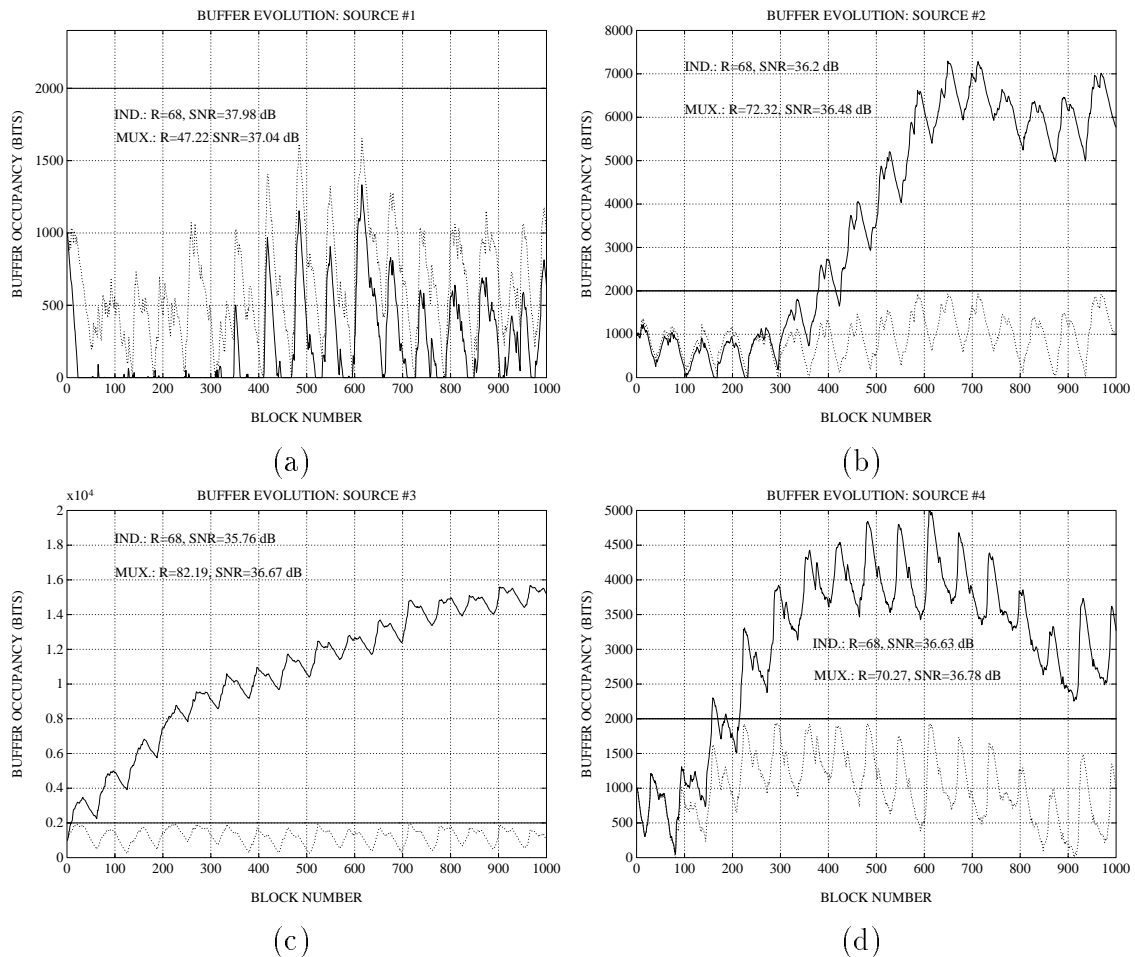 BUFFER EVOLUTION: SOURCE #1
2000
1500
1000
500
0
BUFFER OCCUPANCY (BITS)
IND.: R=68, SNR=37.98 dB
MUX.: R=47.22 SNR=37.04 dB
0 100 200 300 400 500 600 700 800 900 1000
BLOCK NUMBER
(a)
BUFFER EVOLUTION: SOURCE #2
8000
7000
6000
5000
4000
3000
2000
1000
0
BUFFER OCCUPANCY (BITS)
IND.: R=68, SNR=36.2 dB
MUX.: R=72.32, SNR=36.48 dB
0 100 200 300 400 500 600 700 800 900 1000
BLOCK NUMBER
(b)
x10^4
BUFFER EVOLUTION: SOURCE #3
2
1.8
1.6
1.4
1.2
1
0.8
0.6
0.4
0.2
0
BUFFER OCCUPANCY (BITS)
IND.: R=68, SNR=35.76 dB
MUX.: R=82.19, SNR=36.67 dB
0 100 200 300 400 500 600 700 800 900 1000
BLOCK NUMBER
(c)
BUFFER EVOLUTION: SOURCE #4
5000
4500
4000
3500
3000
2500
2000
1500
1000
500
0
BUFFER OCCUPANCY (BITS)
IND.: R=68, SNR=36.63 dB
MUX.: R=70.27, SNR=36.78 dB
0 100 200 300 400 500 600 700 800 900 1000
BLOCK NUMBER
(d)